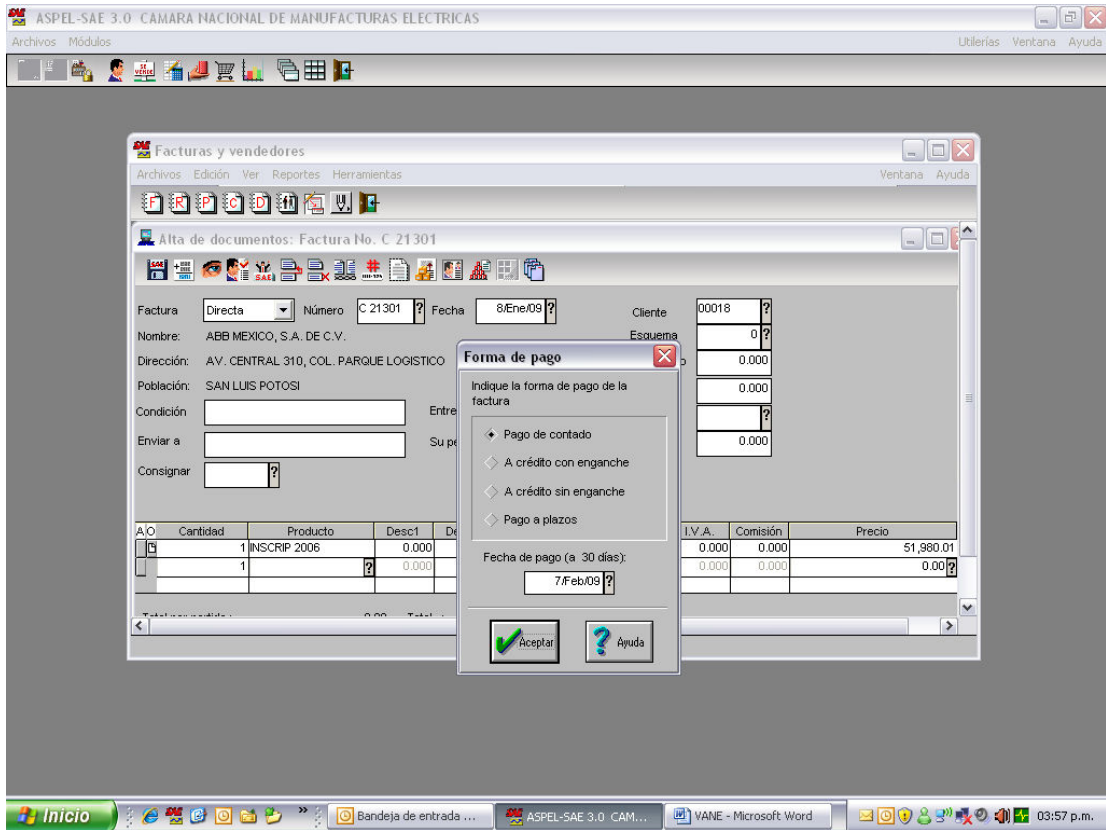 ASPEL-SAE 3.0 CAMARA NACIONAL DE MANUFACTURAS ELECTRICAS
Archivos Módulos Utilerías Ventana Ayuda
SE VENDE
Facturas y vendedores
Archivos Edición Ver Reportes Herramientas Ventana Ayuda
F R P C D
Alta de documentos: Factura No. C 21301
Factura Directa Número C 21301 ? Fecha 8/Ene/09 ? Cliente 00018 ?
Nombre: ABB MEXICO, S.A. DE C.V. Esquema 0 ?
Dirección: AV. CENTRAL 310, COL. PARQUE LOGISTICO 0.000
Población: SAN LUIS POTOSI 0.000
Condición Entre ?
Enviar a Su pe 0.000
Consignar ?
Forma de pago
Indique la forma de pago de la
factura
Pago de contado
A crédito con enganche
A crédito sin enganche
Pago a plazos
Fecha de pago (a 30 días):
7/Feb/09 ?
Aceptar ? Ayuda
A O Cantidad Producto Desc1 De I.V.A. Comisión Precio
1 INSCRIP 2006 0.000 0.000 0.000 51,980.01
1 ? 0.000 0.000 0.000 0.00 ?
Inicio Bandeja de entrada ... ASPEL-SAE 3.0 CAM... VANE - Microsoft Word 03:57 p.m.